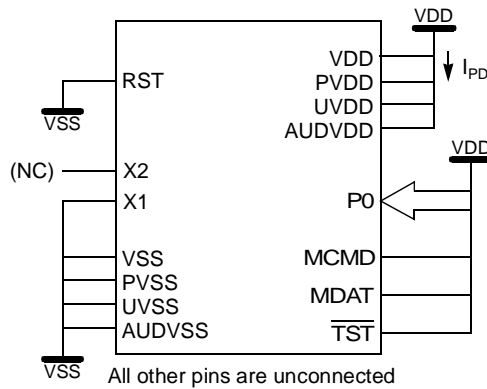 VDD
VDD
I_PD
PVDD
UVDD
AUDVDD
RST
VSS
VDD
(NC)
X2
X1
P0
VSS
PVSS
UVSS
AUDVSS
MCMD
MDAT
TST
VSS
All other pins are unconnected